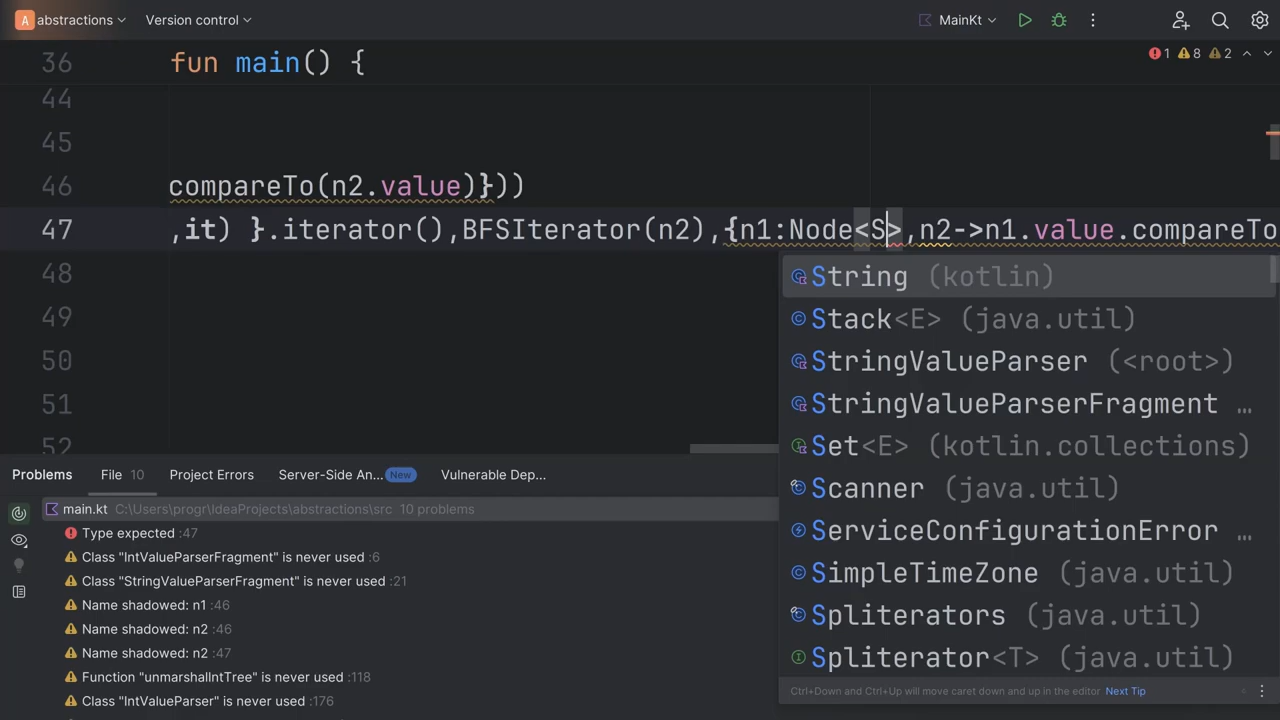 A abstractions Version control MainKt
36 fun main() {
1 8 2
44
45
46 compareTo(n2.value)}))
47 ,it) }.iterator(),BFSIterator(n2),{n1:Node<S>,n2->n1.value.compareTo
48
String (kotlin)
49
Stack<E> (java.util)
50
StringValueParser (<root>)
51
StringValueParserFragment …
52
Set<E> (kotlin.collections)
Problems File 10 Project Errors Server-Side An... New Vulnerable Dep...
Scanner (java.util)
main.kt C:\Users\progr\IdeaProjects\abstractions\src 10 problems
Type expected :47
ServiceConfigurationError …
Class "IntValueParserFragment" is never used :6
Class "StringValueParserFragment" is never used :21
SimpleTimeZone (java.util)
Name shadowed: n1 :46
Spliterators (java.util)
Name shadowed: n2 :46
Name shadowed: n2 :47
Spliterator<T> (java.util)
Function "unmarshalIntTree" is never used :118
Ctrl+Down and Ctrl+Up will move caret down and up in the editor Next Tip
Class "IntValueParser" is never used :176